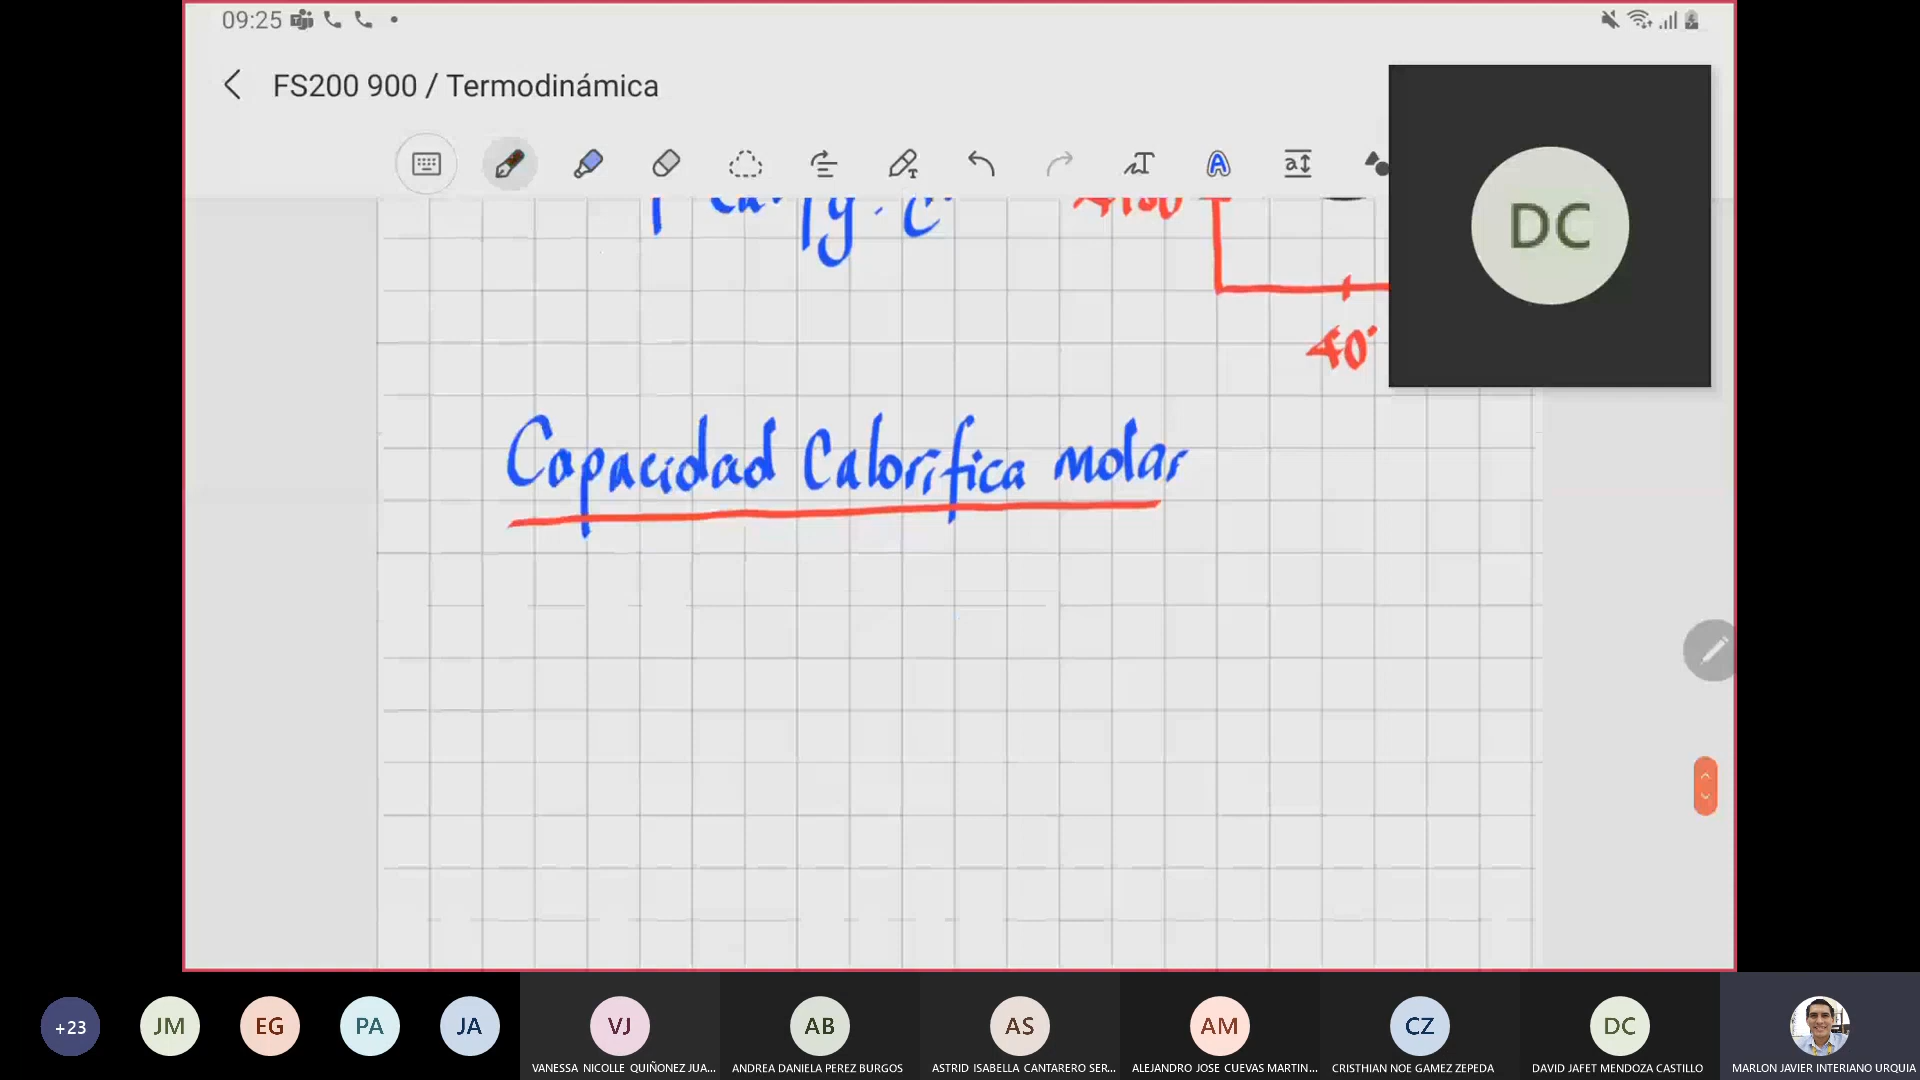 09:25
FS200 900 / Termodinámica
DC
40°
Capacidad Calorífica molar
+23
JM
EG
PA
JA
VJ
AB
AS
AM
CZ
DC
VANESSA NICOLLE QUIÑONEZ JUA...
ANDREA DANIELA PEREZ BURGOS
ASTRID ISABELLA CANTARERO SER...
ALEJANDRO JOSE CUEVAS MARTIN...
CRISTHIAN NOE GAMEZ ZEPEDA
DAVID JAFET MENDOZA CASTILLO
MARLON JAVIER INTERIANO URQUIA